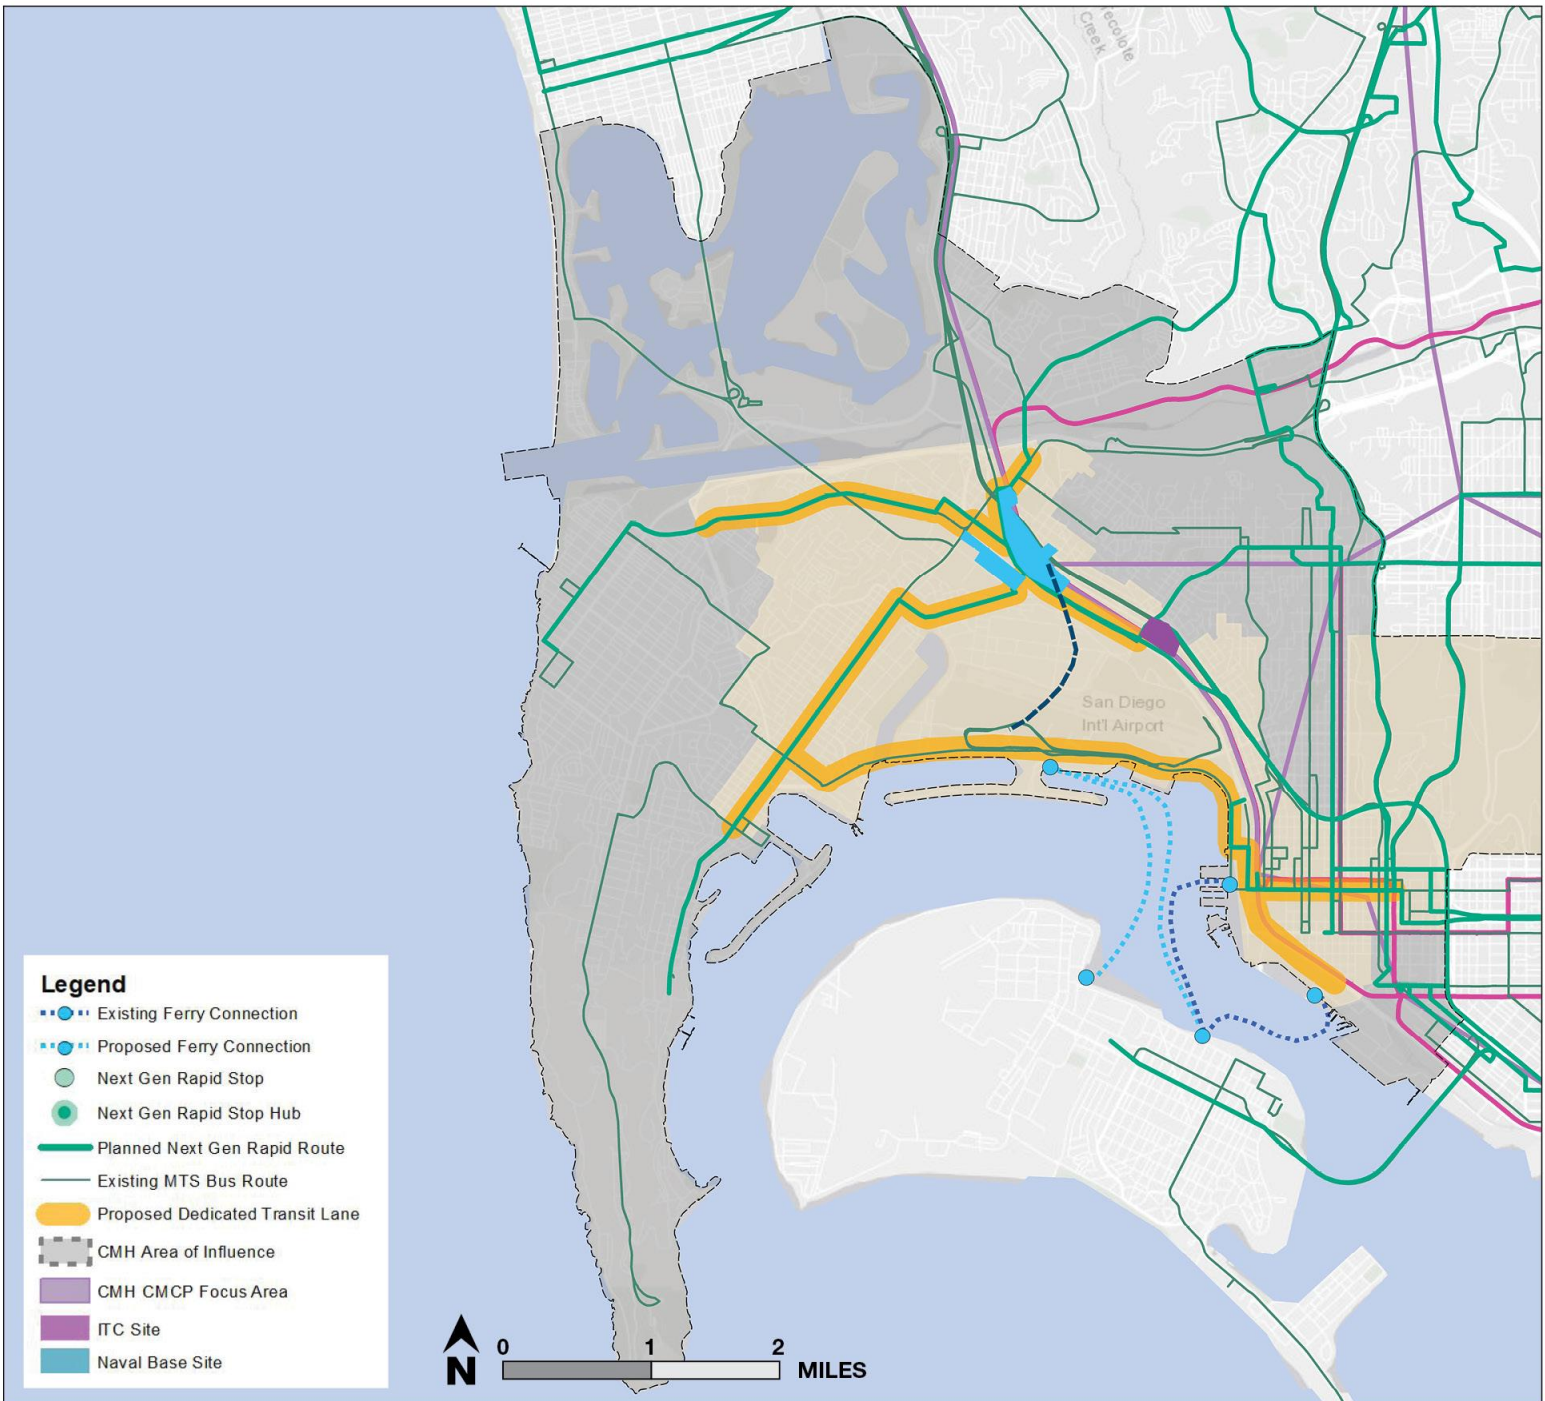 Tecolote
Creek
San Diego
Int'l Airport
Legend
Existing Ferry Connection
Proposed Ferry Connection
Next Gen Rapid Stop
Next Gen Rapid Stop Hub
Planned Next Gen Rapid Route
Existing MTS Bus Route
Proposed Dedicated Transit Lane
CMH Area of Influence
CMH CMCP Focus Area
ITC Site
Naval Base Site
N
0 1 2
MILES